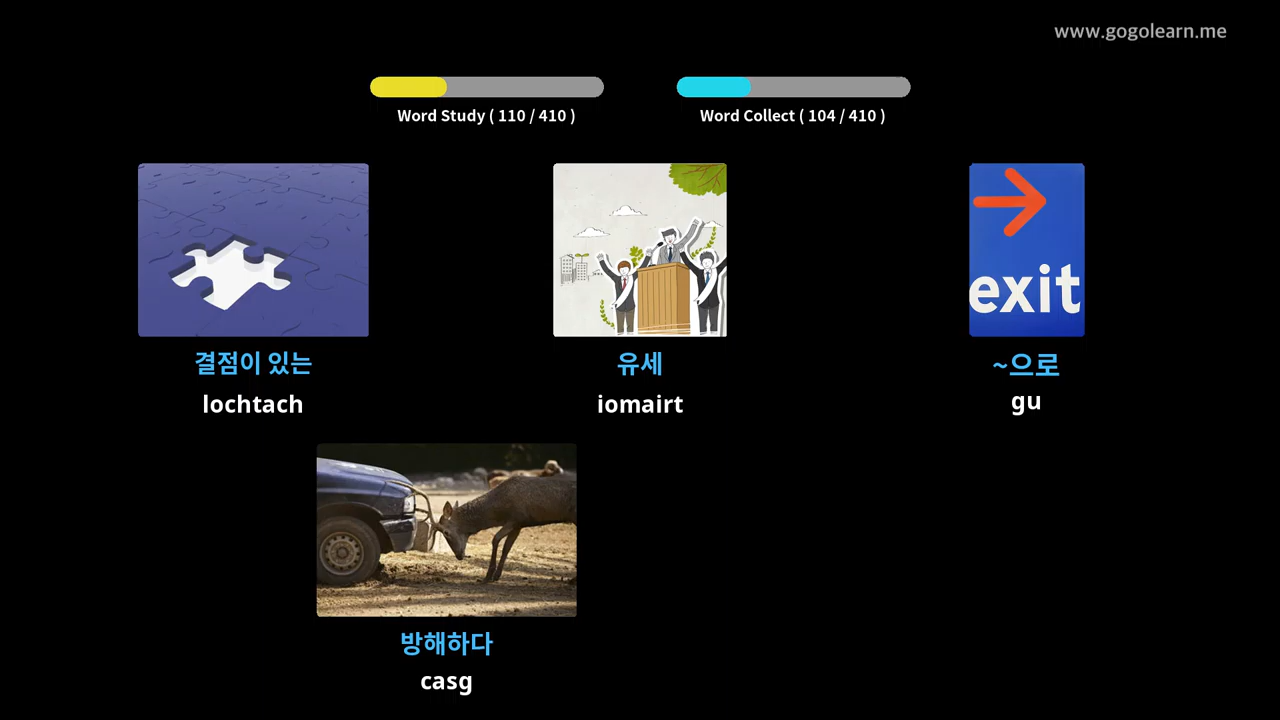 www.gogolearn.me
Word Study ( 110 / 410 )
Word Collect ( 104 / 410 )
exit
결점이 있는
유세
~으로
lochtach
iomairt
gu
방해하다
casg